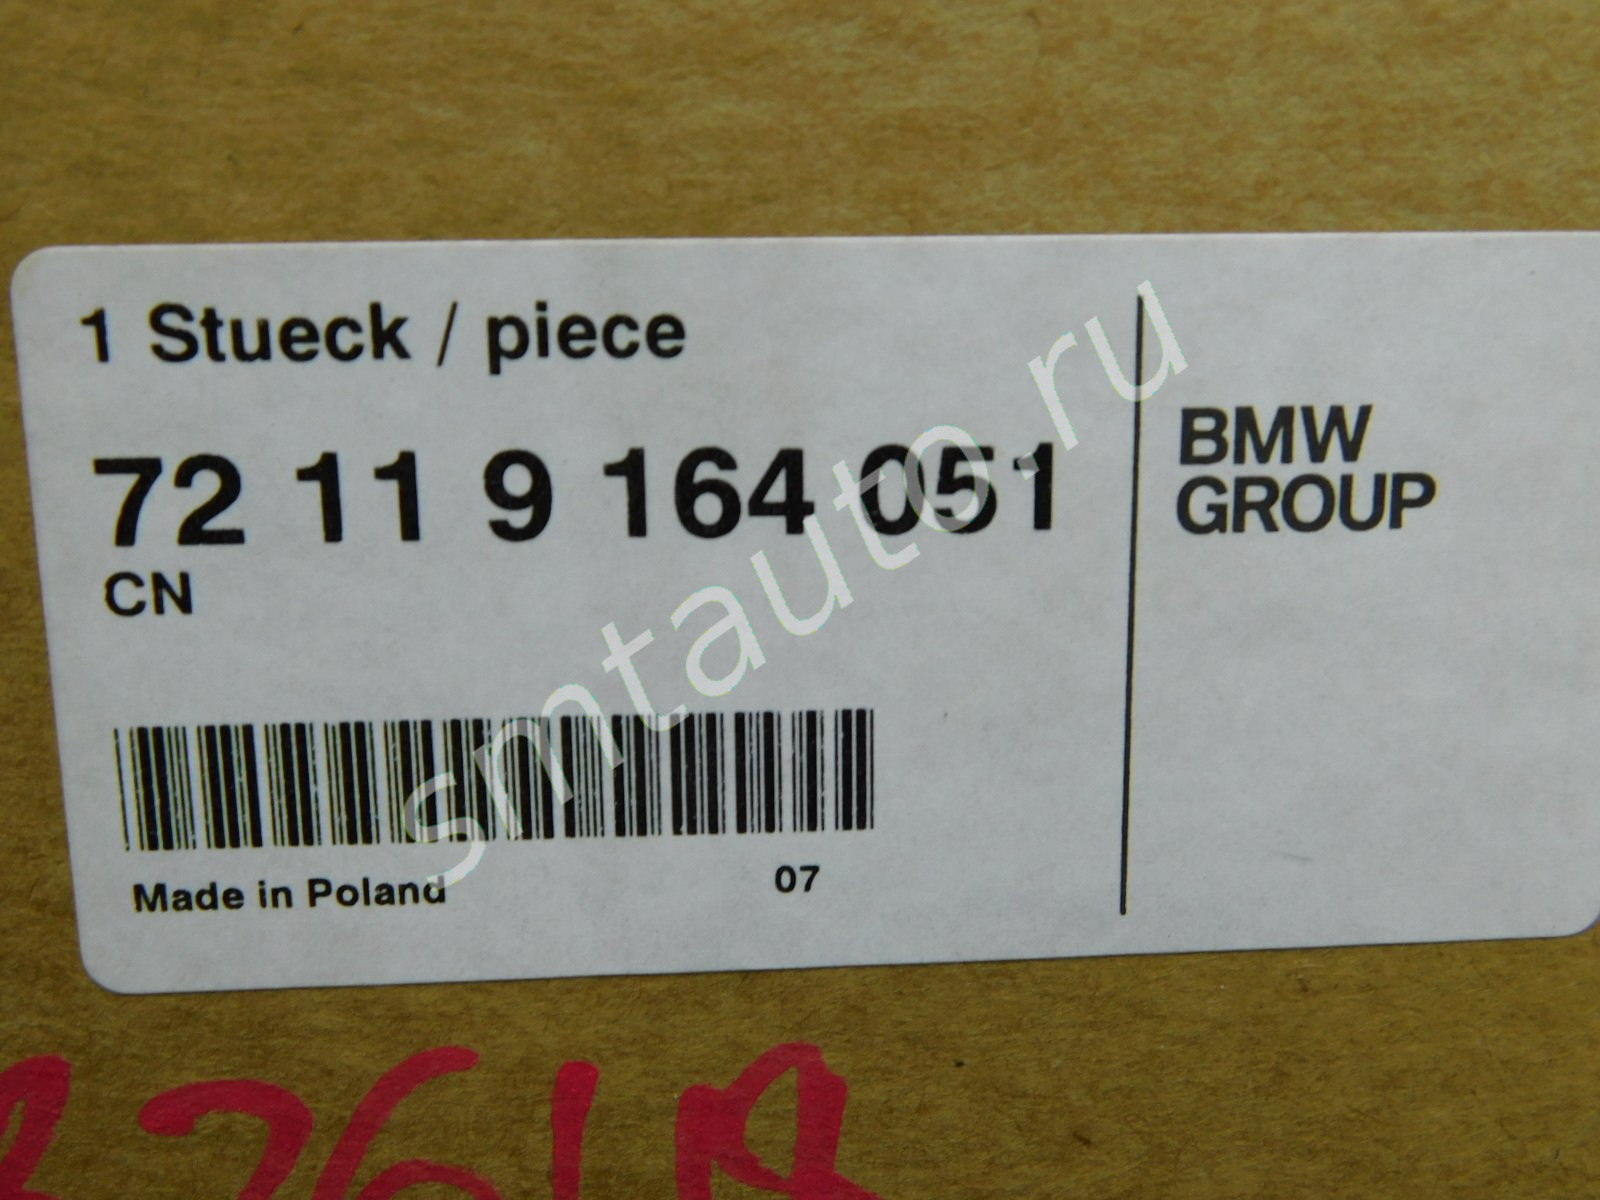 1 Stueck / piece
72 11 9 164 051
CN
BMW
GROUP
smtauto.ru
Made in Poland
07